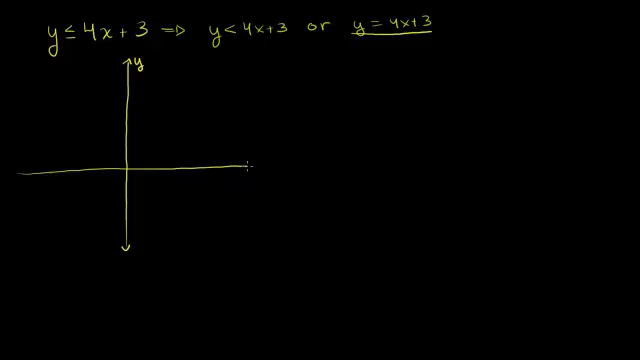 y ≤ 4x + 3 ⇒ y < 4x+3 or y = 4x+3
y